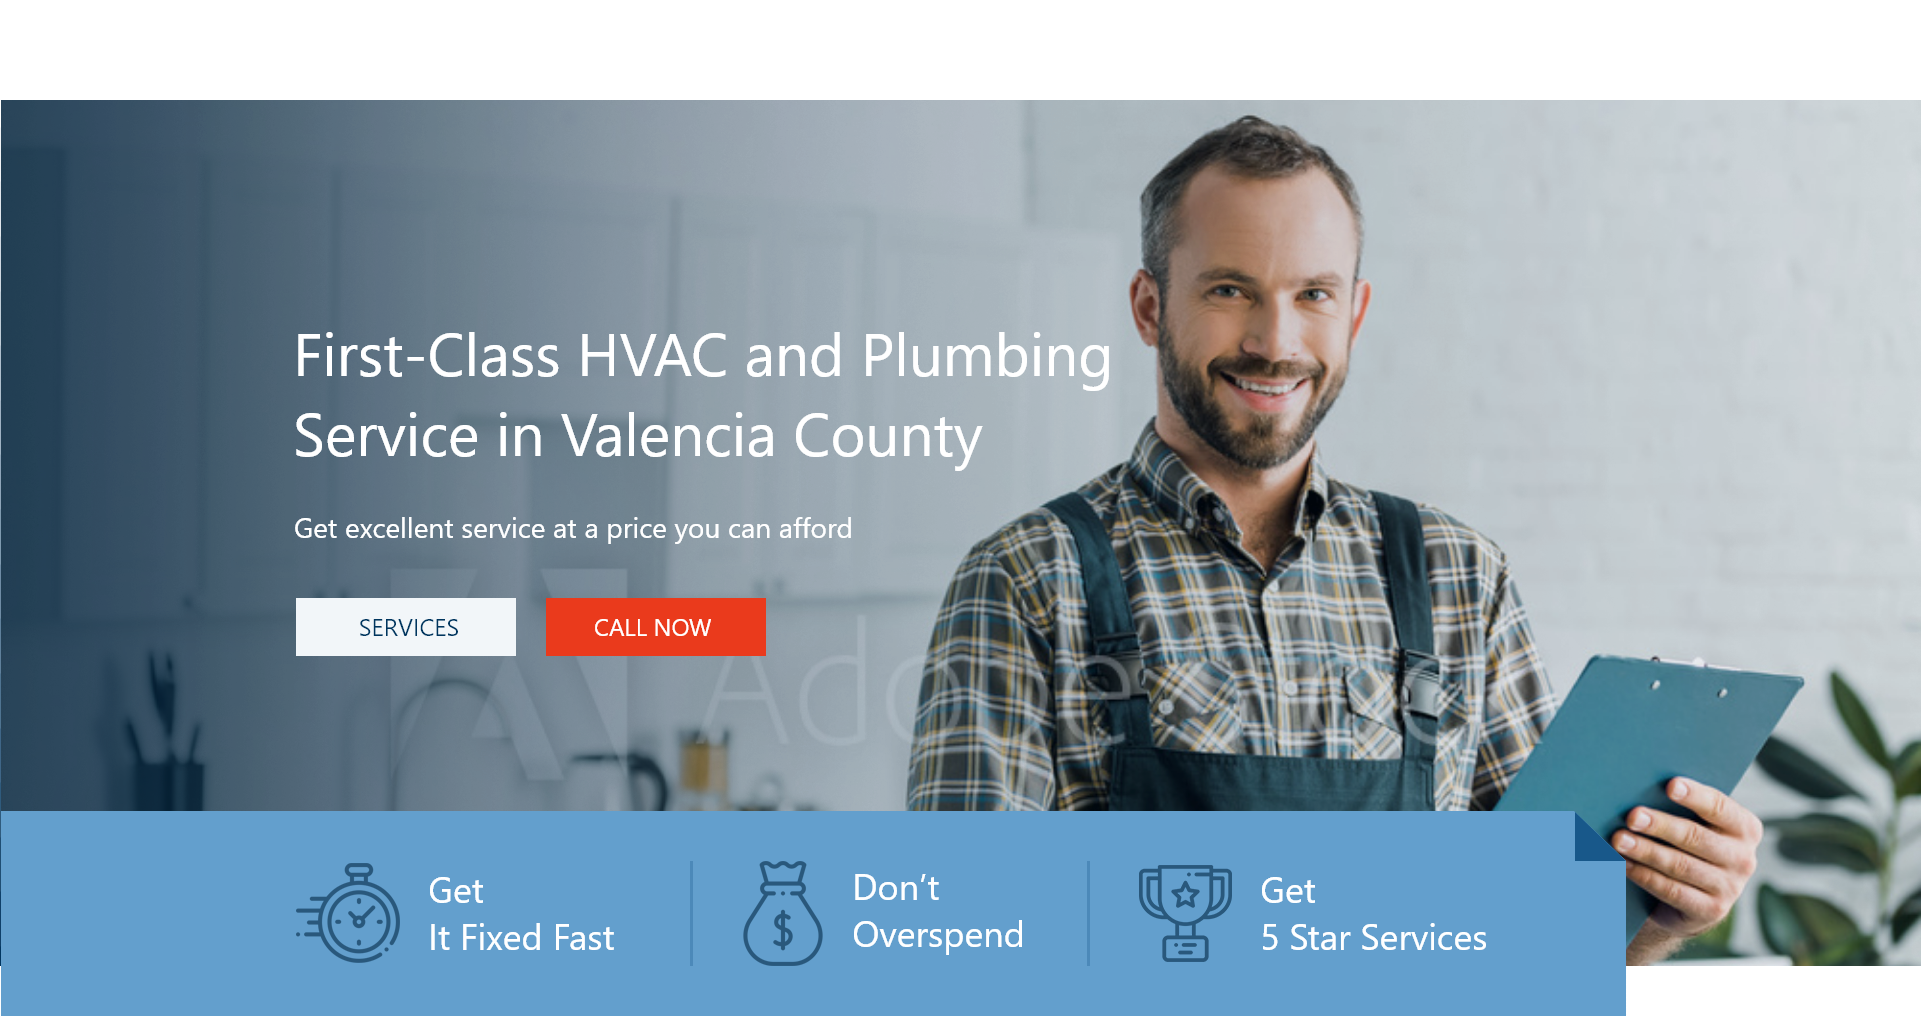 First-Class HVAC and Plumbing
Service in Valencia County
Get excellent service at a price you can afford
SERVICES
CALL NOW
Adobe Stock
Get
It Fixed Fast
Don’t
Overspend
Get
5 Star Services